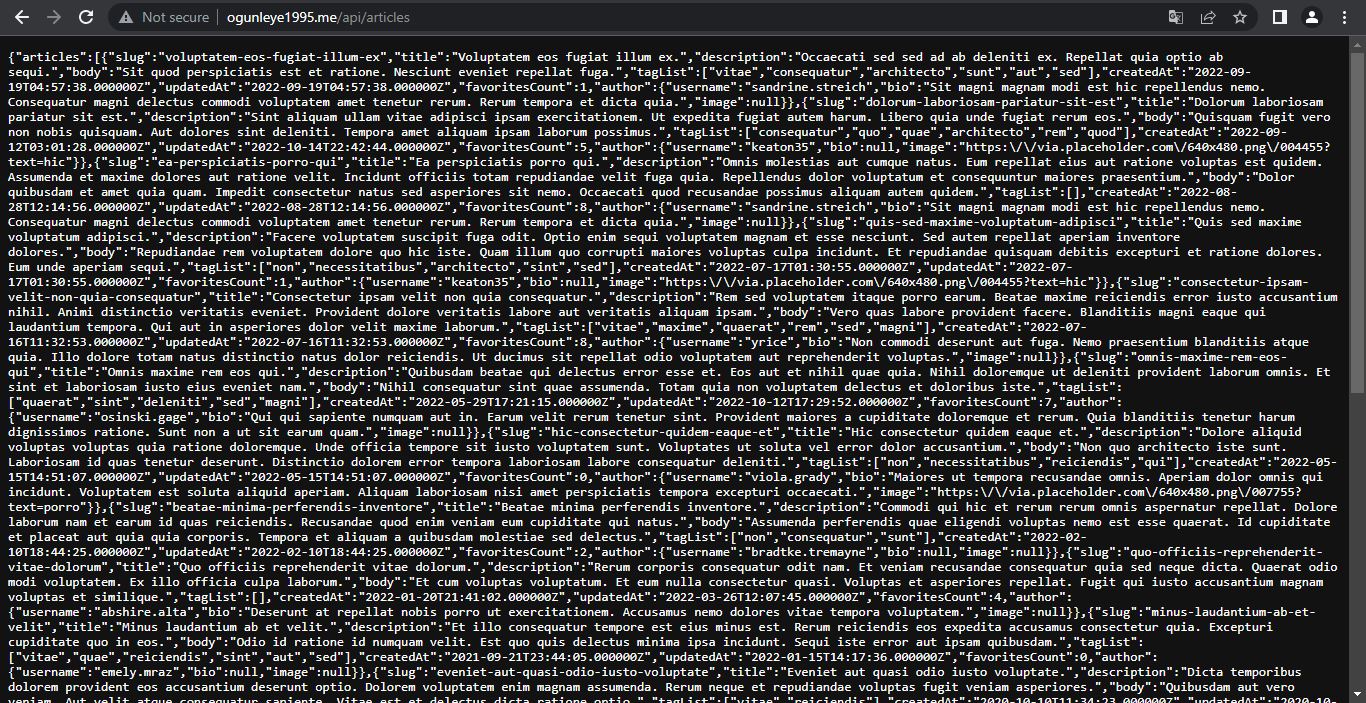 Not secure | ogunleye1995.me/api/articles
{"articles":[{"slug":"voluptatem-eos-fugiat-illum-ex","title":"Voluptatem eos fugiat illum ex.","description":"Occaecati sed sed ad ab deleniti ex. Repellat quia optio ab
sequi.","body":"Sit quod perspiciatis est et ratione. Nesciunt eveniet repellat fuga.","tagList":["vitae","consequatur","architecto","sunt","aut","sed"],"createdAt":"2022-09-
19T04:57:38.000000Z","updatedAt":"2022-09-19T04:57:38.000000Z","favoritesCount":1,"author":{"username":"sandrine.streich","bio":"Sit magni magnam modi est hic repellendus nemo.
Consequatur magni delectus commodi voluptatem amet tenetur rerum. Rerum tempora et dicta quia.","image":null}},{"slug":"dolorum-laboriosam-pariatur-sit-est","title":"Dolorum laboriosam
pariatur sit est.","description":"Sint aliquam ullam vitae adipisci ipsam exercitationem. Ut expedita fugiat autem harum. Libero quia unde fugiat rerum eos.","body":"Quisquam fugit vero
non nobis quisquam. Aut dolores sint deleniti. Tempora amet aliquam ipsam laborum possimus.","tagList":["consequatur","quo","quae","architecto","rem","quod"],"createdAt":"2022-09-
12T03:01:28.000000Z","updatedAt":"2022-10-14T22:42:44.000000Z","favoritesCount":5,"author":{"username":"keaton35","bio":null,"image":"https:\/\/via.placeholder.com\/640x480.png\/004455?
text=hic"}},{"slug":"ea-perspiciatis-porro-qui","title":"Ea perspiciatis porro qui.","description":"Omnis molestias aut cumque natus. Eum repellat eius aut ratione voluptas est quidem.
Assumenda et maxime dolores aut ratione velit. Incidunt officiis totam repudiandae velit fuga quia. Repellendus dolor voluptatum et consequuntur maiores praesentium.","body":"Dolor
quibusdam et amet quia quam. Impedit consectetur natus sed asperiores sit nemo. Occaecati quod recusandae possimus aliquam autem quidem.","tagList":[],"createdAt":"2022-08-
28T12:14:56.000000Z","updatedAt":"2022-08-28T12:14:56.000000Z","favoritesCount":8,"author":{"username":"sandrine.streich","bio":"Sit magni magnam modi est hic repellendus nemo.
Consequatur magni delectus commodi voluptatem amet tenetur rerum. Rerum tempora et dicta quia.","image":null}},{"slug":"quis-sed-maxime-voluptatum-adipisci","title":"Quis sed maxime
voluptatum adipisci.","description":"Facere voluptatem suscipit fuga odit. Optio enim sequi voluptatem magnam et esse nesciunt. Sed autem repellat aperiam inventore
dolores.","body":"Repudiandae rem voluptatem dolore quo hic iste. Quam illum quo corrupti maiores voluptas culpa incidunt. Et repudiandae quisquam debitis excepturi et ratione dolores.
Eum unde aperiam sequi.","tagList":["non","necessitatibus","architecto","sint","sed"],"createdAt":"2022-07-17T01:30:55.000000Z","updatedAt":"2022-07-
17T01:30:55.000000Z","favoritesCount":1,"author":{"username":"keaton35","bio":null,"image":"https:\/\/via.placeholder.com\/640x480.png\/004455?text=hic"}},{"slug":"consectetur-ipsam-
velit-non-quia-consequatur","title":"Consectetur ipsam velit non quia consequatur.","description":"Rem sed voluptatem itaque porro earum. Beatae maxime reiciendis error iusto accusantium
nihil. Animi distinctio veritatis eveniet. Provident dolore veritatis labore aut veritatis aliquam ipsam.","body":"Vero quas labore provident facere. Blanditiis magni eaque qui
laudantium tempora. Qui aut in asperiores dolor velit maxime laborum.","tagList":["vitae","maxime","quaerat","rem","sed","magni"],"createdAt":"2022-07-
16T11:32:53.000000Z","updatedAt":"2022-07-16T11:32:53.000000Z","favoritesCount":8,"author":{"username":"yrice","bio":"Non commodi deserunt aut fuga. Nemo praesentium blanditiis atque
quia. Illo dolore totam natus distinctio natus dolor reiciendis. Ut ducimus sit repellat odio voluptatem aut reprehenderit voluptas.","image":null}},{"slug":"omnis-maxime-rem-eos-
qui","title":"Omnis maxime rem eos qui.","description":"Quibusdam beatae qui delectus error esse et. Eos aut et nihil quae quia. Nihil doloremque ut deleniti provident laborum omnis. Et
sint et laboriosam iusto eius eveniet nam.","body":"Nihil consequatur sint quas assumenda. Totam quia non voluptatem delectus et doloribus iste.","tagList":
["quaerat","sint","deleniti","sed","magni"],"createdAt":"2022-05-29T17:21:15.000000Z","updatedAt":"2022-10-12T17:29:52.000000Z","favoritesCount":7,"author":
{"username":"osinski.gage","bio":"Qui qui sapiente numquam aut in. Earum velit rerum tenetur sint. Provident maiores a cupiditate doloremque et rerum. Quia blanditiis tenetur harum
dignissimos ratione. Sunt non a ut sit earum quam.","image":null}},{"slug":"hic-consectetur-quidem-eaque-et","title":"Hic consectetur quidem eaque et.","description":"Dolore aliquid
voluptas voluptas quia ratione doloremque. Unde officia tempore sit iusto voluptatem sunt. Voluptates ut soluta vel error dolor accusantium.","body":"Non quo architecto iste sunt.
Laboriosam id quas tenetur deserunt. Distinctio dolorem error tempora laboriosam labore consequatur deleniti.","tagList":["non","necessitatibus","reiciendis","qui"],"createdAt":"2022-05-
15T14:51:07.000000Z","updatedAt":"2022-05-15T14:51:07.000000Z","favoritesCount":0,"author":{"username":"viola.grady","bio":"Maiores ut tempora recusandae omnis. Aperiam dolor omnis qui
incidunt. Voluptatem est soluta aliquid aperiam. Aliquam laboriosam nisi amet perspiciatis tempora excepturi occaecati.","image":"https:\/\/via.placeholder.com\/640x480.png\/007755?
text=porro"}},{"slug":"beatae-minima-perferendis-inventore","title":"Beatae minima perferendis inventore.","description":"Commodi qui hic et rerum rerum omnis aspernatur repellat. Dolore
laborum nam et earum id quas reiciendis. Recusandae quod enim veniam eum cupiditate qui natus.","body":"Assumenda perferendis quae eligendi voluptas nemo est esse quaerat. Id cupiditate
et placeat aut quia quia corporis. Tempora et aliquam a quibusdam molestiae sed delectus.","tagList":["non","consequatur","sunt"],"createdAt":"2022-02-
10T18:44:25.000000Z","updatedAt":"2022-02-10T18:44:25.000000Z","favoritesCount":2,"author":{"username":"bradtke.tremayne","bio":null,"image":null}},{"slug":"quo-officiis-reprehenderit-
vitae-dolorum","title":"Quo officiis reprehenderit vitae dolorum.","description":"Rerum corporis consequatur odit nam. Et veniam recusandae consequatur quia sed neque dicta. Quaerat odio
modi voluptatem. Ex illo officia culpa laborum.","body":"Et cum voluptas voluptatum. Et eum nulla consectetur quasi. Voluptas et asperiores repellat. Fugit qui iusto accusantium magnam
voluptas et similique.","tagList":[],"createdAt":"2022-01-20T21:41:02.000000Z","updatedAt":"2022-03-26T12:07:45.000000Z","favoritesCount":4,"author":
{"username":"abshire.alta","bio":"Deserunt at repellat nobis porro ut exercitationem. Accusamus nemo dolores vitae tempora voluptatem.","image":null}},{"slug":"minus-laudantium-ab-et-
velit","title":"Minus laudantium ab et velit.","description":"Et illo consequatur tempore est eius minus est. Rerum reiciendis eos expedita accusamus consectetur quia. Excepturi
cupiditate quo in eos.","body":"Odio id ratione id numquam velit. Est quo quis delectus minima ipsa incidunt. Sequi iste error aut ipsam quibusdam.","tagList":
["vitae","quae","reiciendis","sint","aut","sed"],"createdAt":"2021-09-21T23:44:05.000000Z","updatedAt":"2022-01-15T14:17:36.000000Z","favoritesCount":0,"author":
{"username":"emely.mraz","bio":null,"image":null}},{"slug":"eveniet-aut-quasi-odio-iusto-voluptate","title":"Eveniet aut quasi odio iusto voluptate.","description":"Dicta temporibus
dolorem provident eos accusantium deserunt optio. Dolorem voluptatem enim magnam assumenda. Rerum neque et repudiandae voluptas fugit veniam asperiores.","body":"Quibusdam aut vero
veniam. Aut velit atque consequatur sapiente. Vitae est et delectus dicta ratione optio.","tagList":["vitae","reiciendis"],"createdAt":"2020-10-10T11:34:23.000000Z","updatedAt":"2020-10-